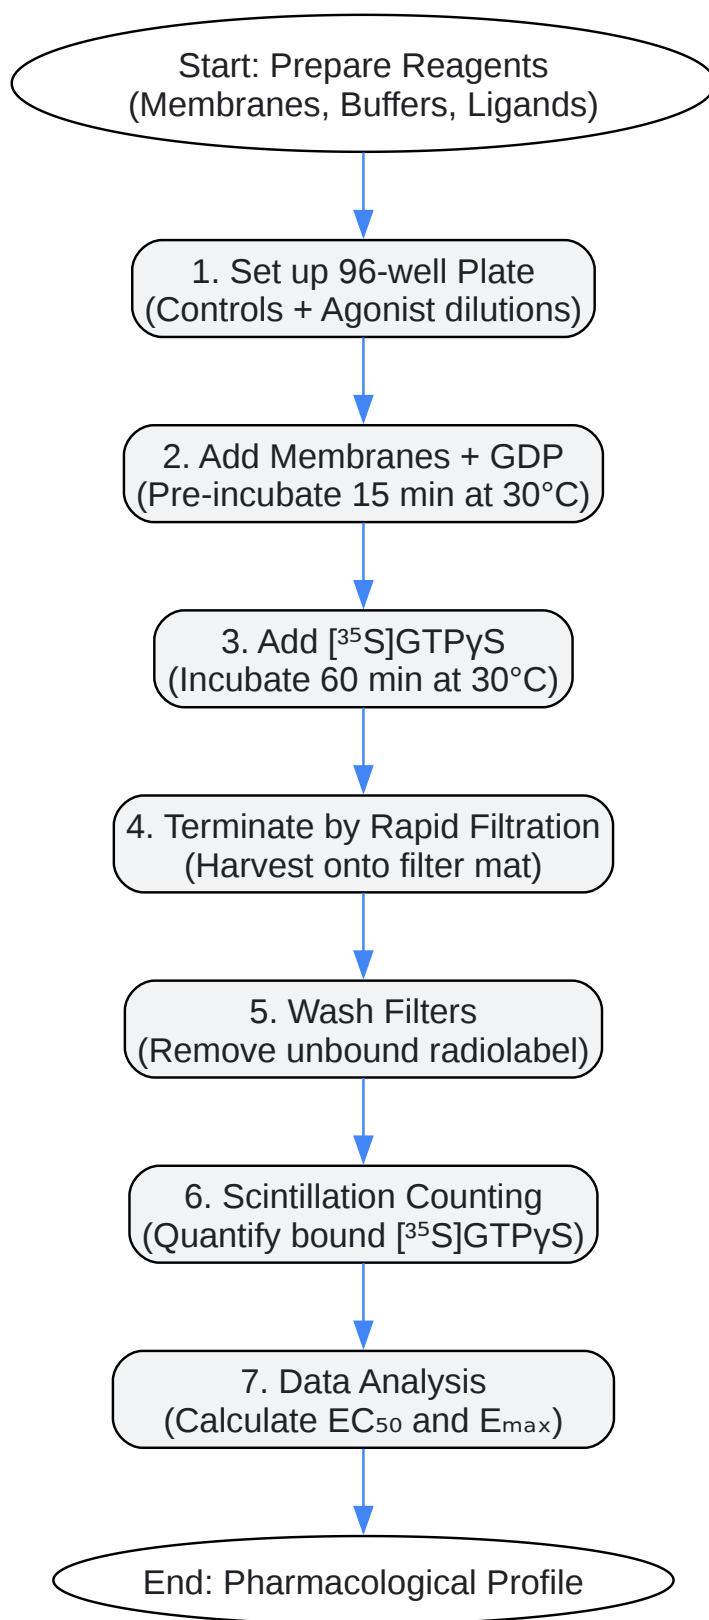 Start: Prepare Reagents
(Membranes, Buffers, Ligands)
1. Set up 96-well Plate
(Controls + Agonist dilutions)
2. Add Membranes + GDP
(Pre-incubate 15 min at 30°C)
3. Add [³⁵S]GTPγS
(Incubate 60 min at 30°C)
4. Terminate by Rapid Filtration
(Harvest onto filter mat)
5. Wash Filters
(Remove unbound radiolabel)
6. Scintillation Counting
(Quantify bound [³⁵S]GTPγS)
7. Data Analysis
(Calculate EC₅₀ and Eₘₐₓ)
End: Pharmacological Profile